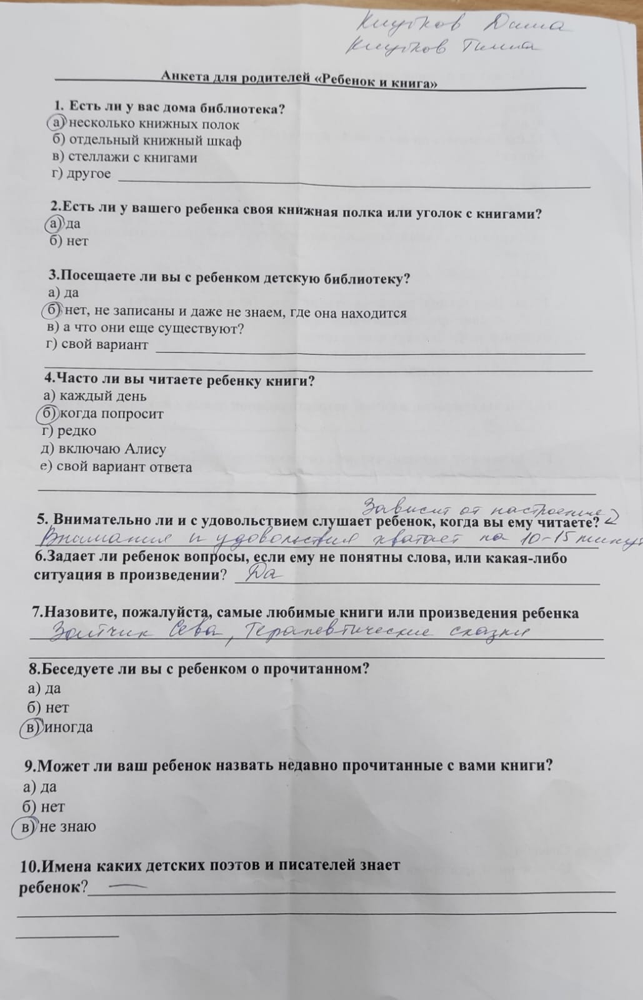 Даша
Анкета для родителей «Ребенок и книга»
1. Есть ли у вас дома библиотека?
а) несколько книжных полок
б) отдельный книжный шкаф
в) стеллажи с книгами
г) другое
2.Есть ли у вашего ребенка своя книжная полка или уголок с книгами?
а) да
б) нет
3.Посещаете ли вы с ребенком детскую библиотеку?
а) да
б) нет, не записаны и даже не знаем, где она находится
в) а что они еще существуют?
г) свой вариант
4.Часто ли вы читаете ребенку книги?
а) каждый день
б) когда попросит
г) редко
д) включаю Алису
е) свой вариант ответа
Зависит от настроения
5. Внимательно ли и с удовольствием слушает ребенок, когда вы ему читаете?
Внимания и удовольствия хватает на 10-15 минут
6.Задает ли ребенок вопросы, если ему не понятны слова, или какая-либо
ситуация в произведении? Да
7.Назовите, пожалуйста, самые любимые книги или произведения ребенка
Зайчик Сева, Терапевтические сказки
8.Беседуете ли вы с ребенком о прочитанном?
а) да
б) нет
в) иногда
9.Может ли ваш ребенок назвать недавно прочитанные с вами книги?
а) да
б) нет
в) не знаю
10.Имена каких детских поэтов и писателей знает
ребенок? —